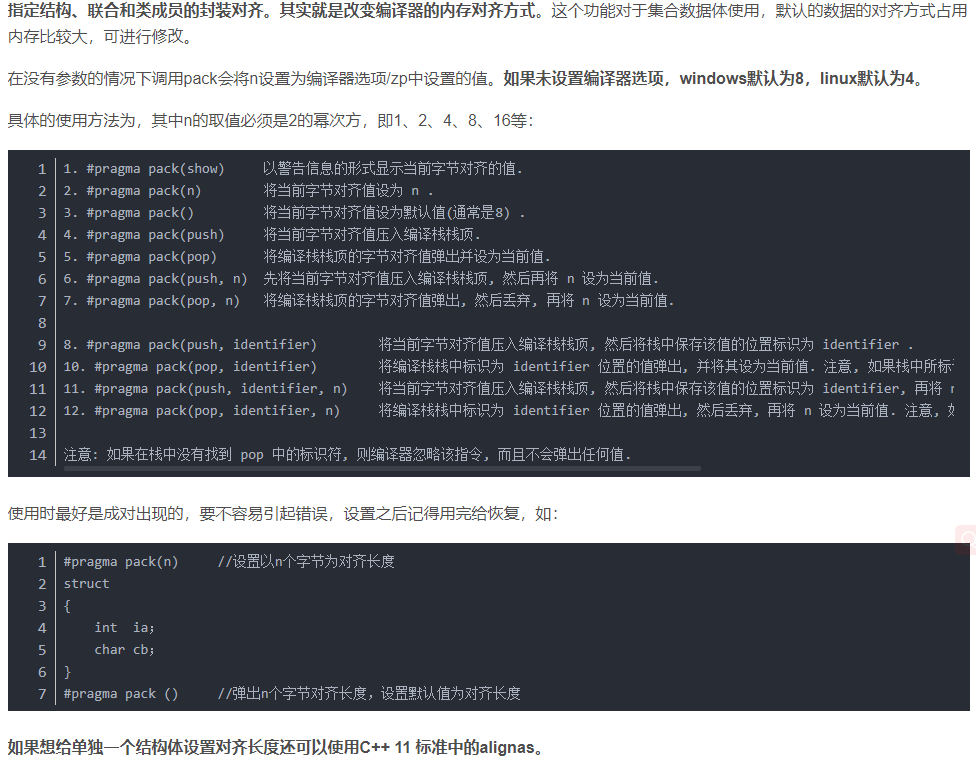 指定结构、联合和类成员的封装对齐。其实就是改变编译器的内存对齐方式。这个功能对于集合数据体使用，默认的数据的对齐方式占用
内存比较大，可进行修改。
在没有参数的情况下调用pack会将n设置为编译器选项/zp中设置的值。如果未设置编译器选项，windows默认为8，linux默认为4。
具体的使用方法为，其中n的取值必须是2的幂次方，即1、2、4、8、16等：
1 1. #pragma pack(show) 以警告信息的形式显示当前字节对齐的值.
2 2. #pragma pack(n) 将当前字节对齐值设为 n .
3 3. #pragma pack() 将当前字节对齐值设为默认值(通常是8) .
4 4. #pragma pack(push) 将当前字节对齐值压入编译栈栈顶.
5 5. #pragma pack(pop) 将编译栈栈顶的字节对齐值弹出并设为当前值.
6 6. #pragma pack(push, n) 先将当前字节对齐值压入编译栈栈顶, 然后再将 n 设为当前值.
7 7. #pragma pack(pop, n) 将编译栈栈顶的字节对齐值弹出, 然后丢弃, 再将 n 设为当前值.
8
9 8. #pragma pack(push, identifier) 将当前字节对齐值压入编译栈栈顶, 然后将栈中保存该值的位置标识为 identifier .
10 10. #pragma pack(pop, identifier) 将编译栈栈中标识为 identifier 位置的值弹出, 并将其设为当前值. 注意, 如果栈中所标
11 11. #pragma pack(push, identifier, n) 将当前字节对齐值压入编译栈栈顶, 然后将栈中保存该值的位置标识为 identifier, 再将
12 12. #pragma pack(pop, identifier, n) 将编译栈栈中标识为 identifier 位置的值弹出, 然后丢弃, 再将 n 设为当前值. 注意,
13
14 注意: 如果在栈中没有找到 pop 中的标识符, 则编译器忽略该指令, 而且不会弹出任何值.
使用时最好是成对出现的，要不容易引起错误，设置之后记得用完给恢复，如：
1 #pragma pack(n) //设置以n个字节为对齐长度
2 struct
3 {
4 int ia;
5 char cb;
6 }
7 #pragma pack () //弹出n个字节对齐长度，设置默认值为对齐长度
如果想给单独一个结构体设置对齐长度还可以使用C++ 11 标准中的alignas。